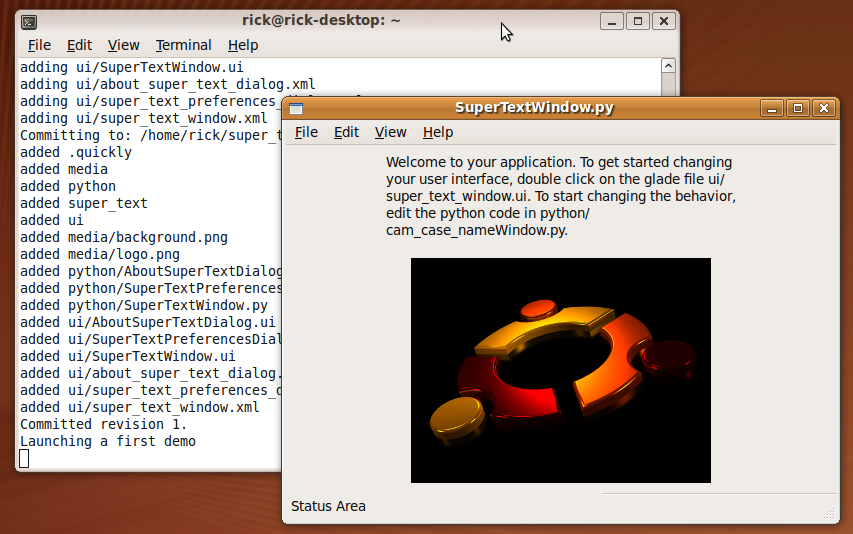 rick@rick-desktop: ~
File Edit View Terminal Help
adding ui/SuperTextWindow.ui
adding ui/about_super_text_dialog.xml
adding ui/super_text_preferences_
adding ui/super_text_window.xml
Committing to: /home/rick/super_t
added .quickly
added media
added python
added super_text
added ui
added media/background.png
added media/logo.png
added python/AboutSuperTextDialog
added python/SuperTextPreferences
added python/SuperTextWindow.py
added ui/AboutSuperTextDialog.ui
added ui/SuperTextPreferencesDial
added ui/SuperTextWindow.ui
added ui/about_super_text_dialog.
added ui/super_text_preferences_d
added ui/super_text_window.xml
Committed revision 1.
Launching a first demo
SuperTextWindow.py
File Edit View Help
Welcome to your application. To get started changing
your user interface, double click on the glade file ui/
super_text_window.ui. To start changing the behavior,
edit the python code in python/
cam_case_nameWindow.py.
Status Area